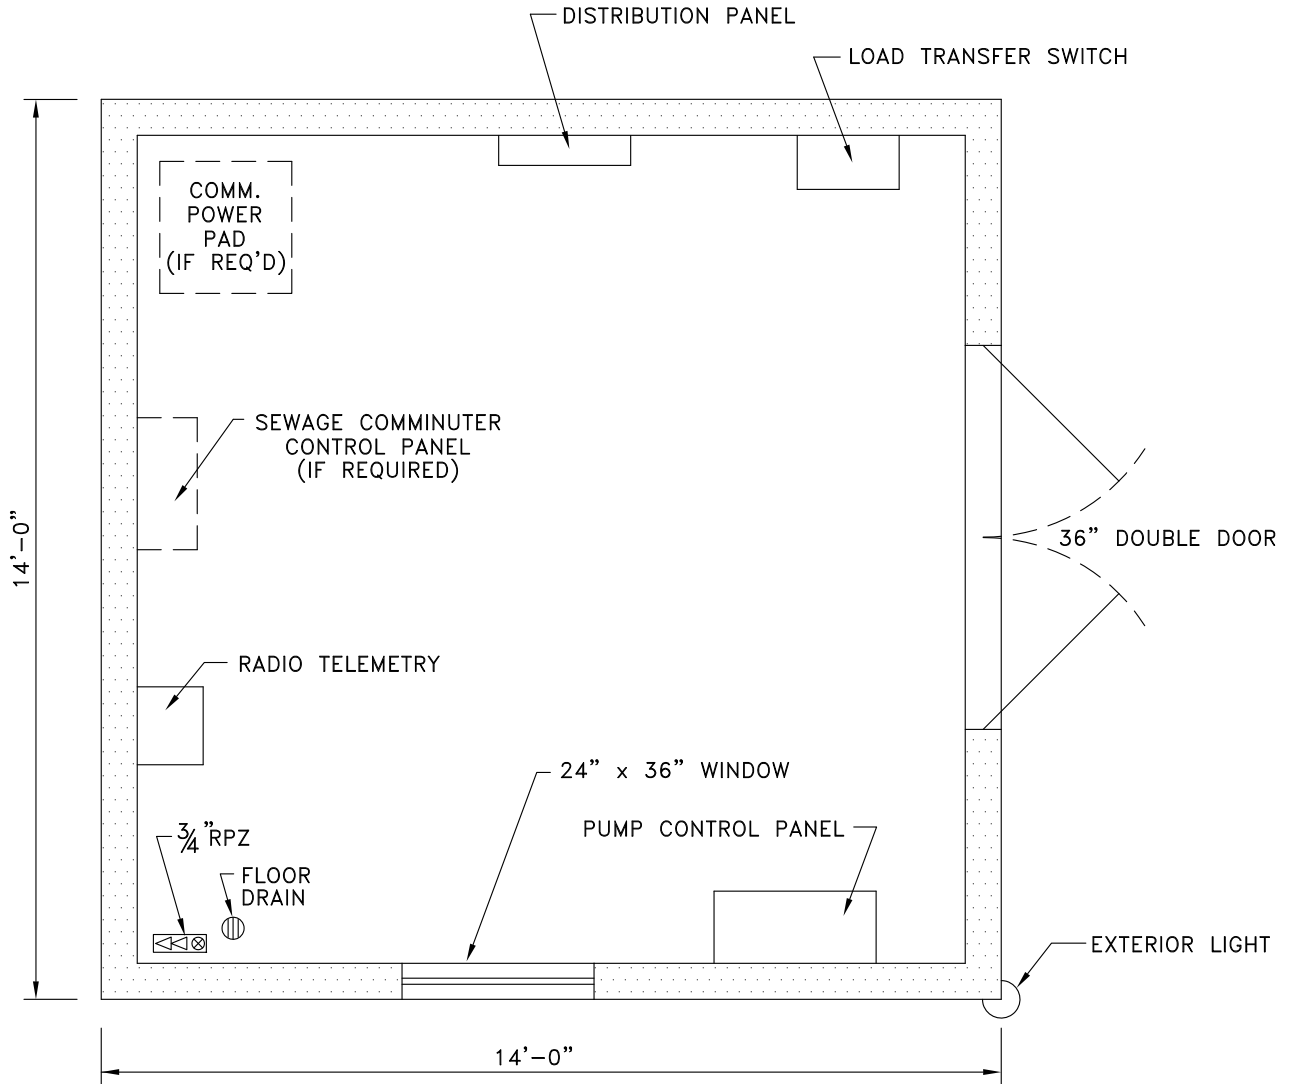 DISTRIBUTION PANEL
LOAD TRANSFER SWITCH
COMM.
POWER
PAD
(IF REQ'D)
SEWAGE COMMINUTER
CONTROL PANEL
(IF REQUIRED)
14'-0"
36" DOUBLE DOOR
RADIO TELEMETRY
24" x 36" WINDOW
PUMP CONTROL PANEL
3/4" RPZ
FLOOR
DRAIN
EXTERIOR LIGHT
14'-0"